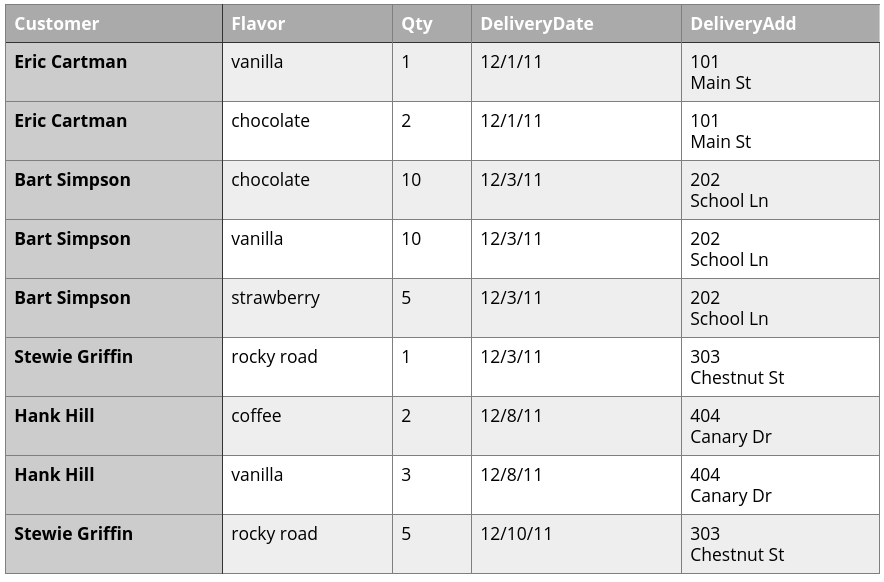 Customer Flavor Qty DeliveryDate DeliveryAdd
Eric Cartman vanilla 1 12/1/11 101
Main St
Eric Cartman chocolate 2 12/1/11 101
Main St
Bart Simpson chocolate 10 12/3/11 202
School Ln
Bart Simpson vanilla 10 12/3/11 202
School Ln
Bart Simpson strawberry 5 12/3/11 202
School Ln
Stewie Griffin rocky road 1 12/3/11 303
Chestnut St
Hank Hill coffee 2 12/8/11 404
Canary Dr
Hank Hill vanilla 3 12/8/11 404
Canary Dr
Stewie Griffin rocky road 5 12/10/11 303
Chestnut St